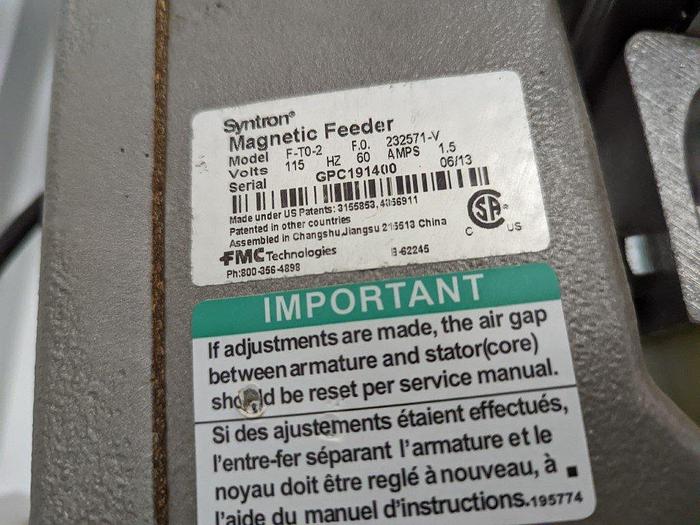 Syntron®
Magnetic Feeder
Model F-T0-2 F.O. 232571-V
Volts 115 HZ 60 AMPS 1.5
Serial GPC191400 06/13
Made under US Patents: 3155853, 4356911
Patented in other countries
Assembled in Changshu,Jiangsu 215513 China
FMC Technologies B-62245
Ph:800-356-4898
SA®
C US
IMPORTANT
If adjustments are made, the air gap
between armature and stator(core)
should be reset per service manual.
Si des ajustements étaient effectués,
l'entre-fer séparant l'armature et le
noyau doit être reglé à nouveau, à
l'aide du manuel d'instructions. 195774